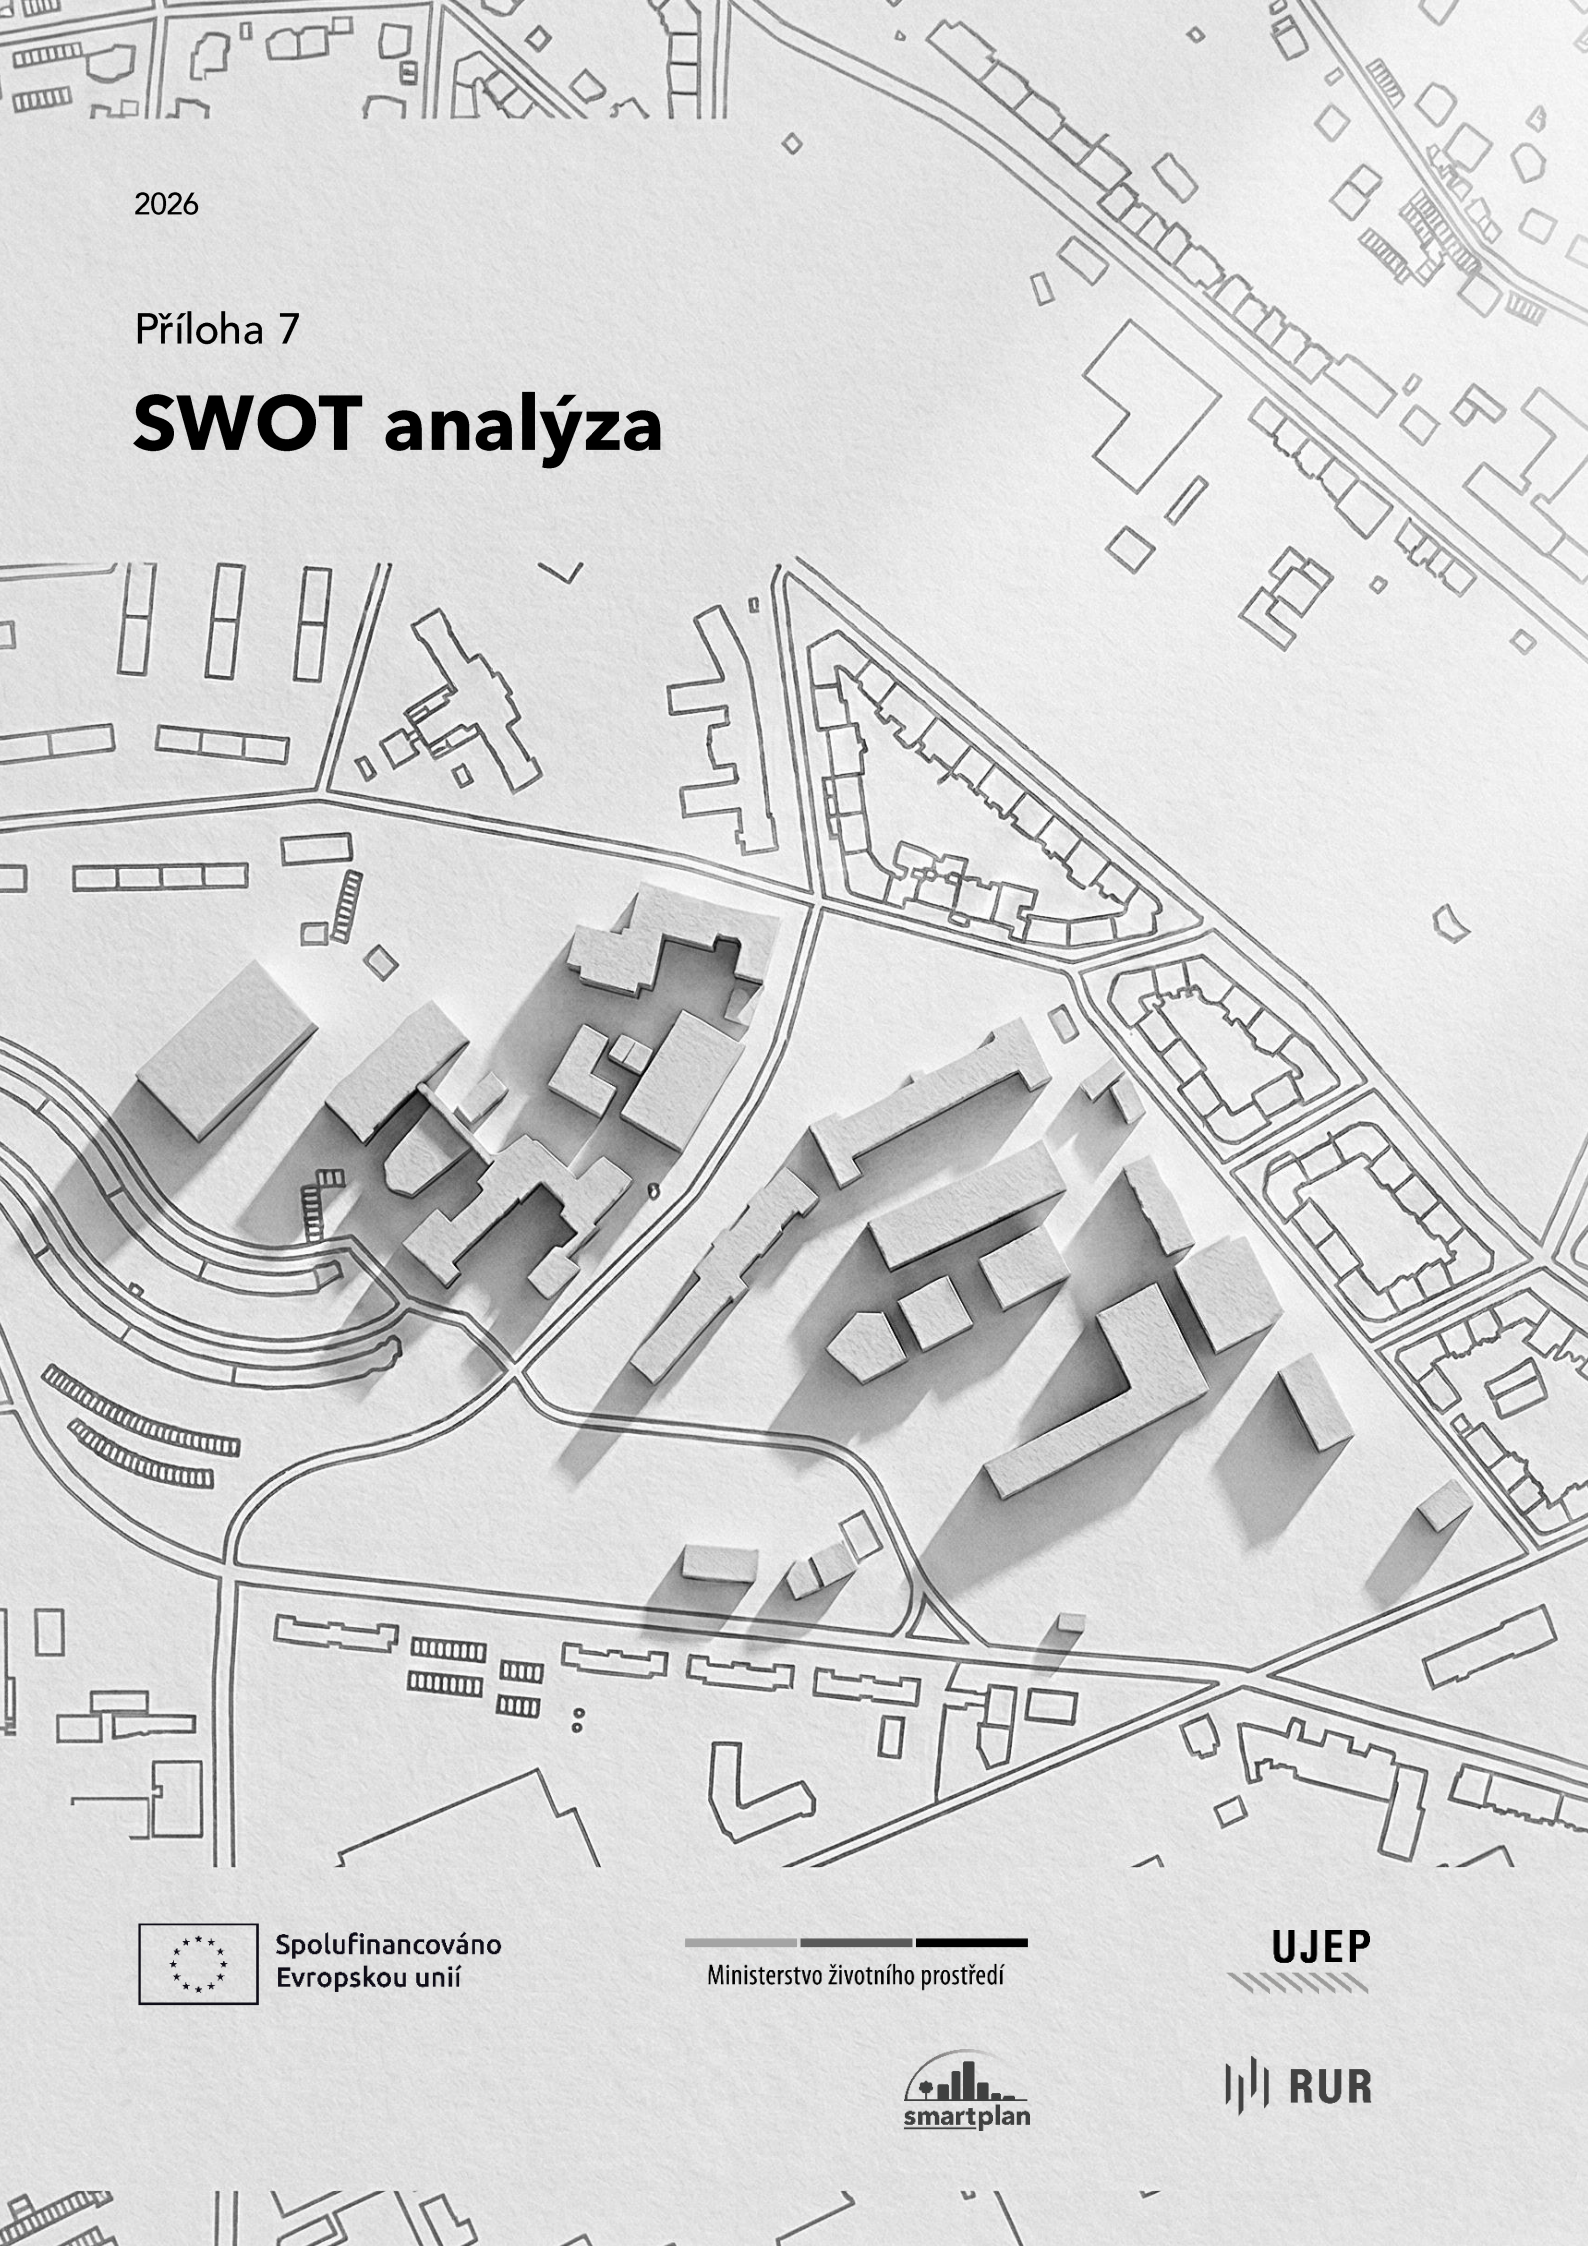 2026
Příloha 7
SWOT analýza
Spolufinancováno
Evropskou unií
Ministerstvo životního prostředí
UJEP
smartplan
RUR